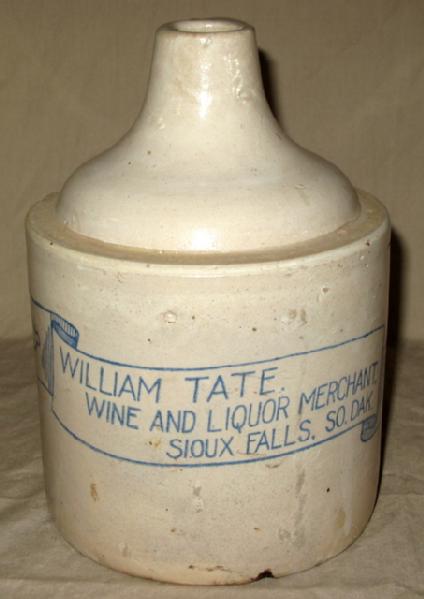 WILLIAM TATE.
WINE AND LIQUOR MERCHANT.
SIOUX FALLS, SO. DAK.